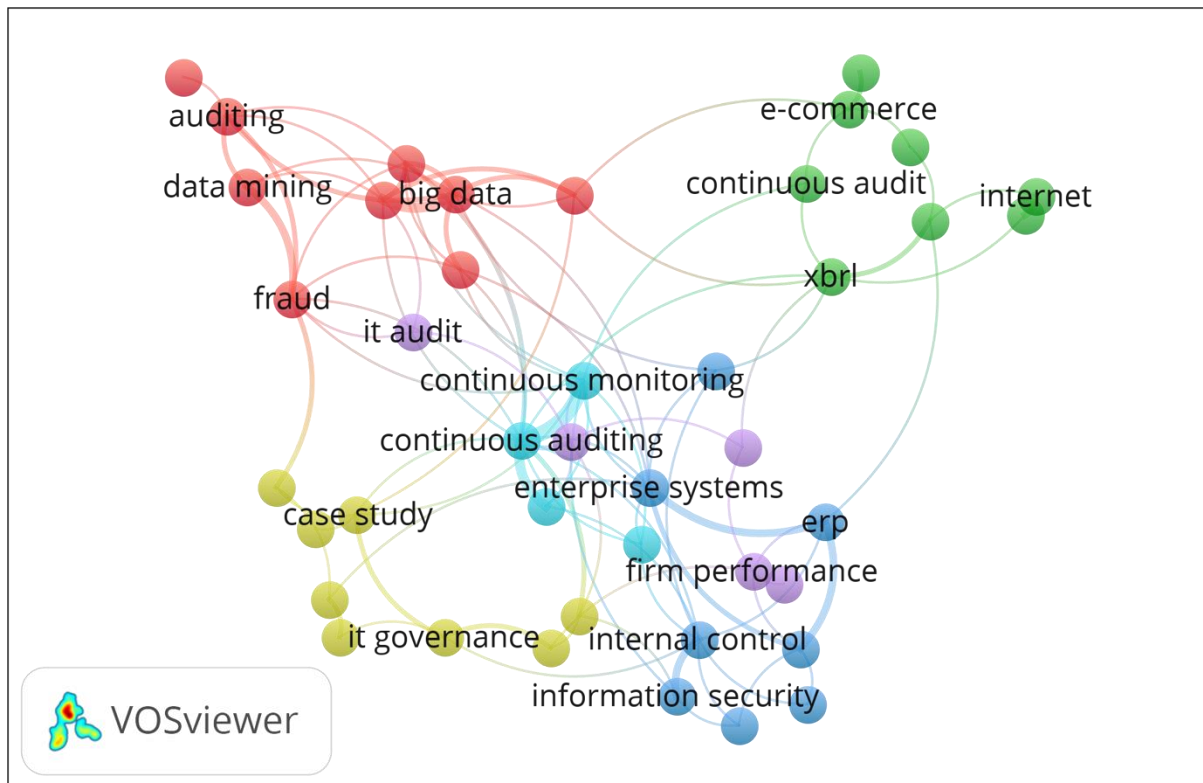 auditing
e-commerce
data mining
big data
continuous audit
internet
fraud
xbrl
it audit
continuous monitoring
continuous auditing
enterprise systems
case study
erp
firm performance
it governance
internal control
information security
VOSviewer